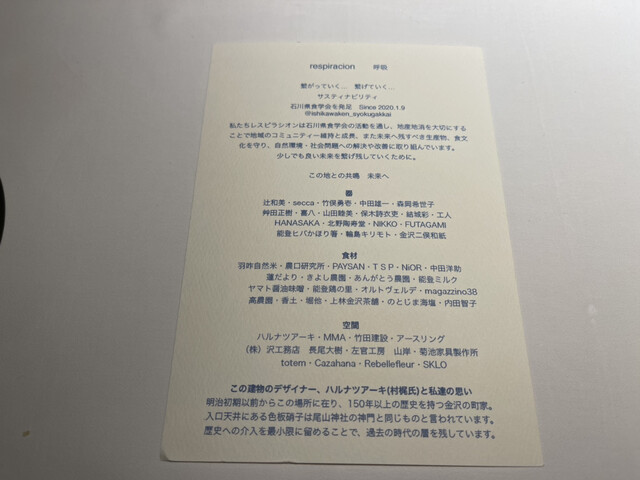 respiracion 呼吸
繋がっていく… 繋げていく…
サスティナビリティ
石川県食学会を発足 Since 2020.1.9
@ishikawaken_syokugakkai
私たちレスピラシオンは石川県食学会の活動を通し、地産地消を大切にする
ことで地域のコミュニティー維持と成長、また未来へ残すべき生産物、食文
化を守り、自然環境・社会問題への解決や改善に取り組んでいます。
少しでも良い未来を繋げ残していくために。
この地との共鳴 未来へ
器
辻和美・secca・竹俣勇壱・中田雄一・森岡希世子
艸田正樹・喜八・山田睦美・保木詩衣吏・結城彩・工人
HANASAKA・北野陶寿堂・NIKKO・FUTAGAMI
能登ヒバかほり箸・輪島キリモト・金沢二俣和紙
食材
羽咋自然米・農口研究所・PAYSAN・TSP・NiOR・中田洋助
蓮だより・きよし農園・あんがとう農園・能登ミルク
ヤマト醤油味噌・能登鶏の里・オルトヴェルデ・magazzino38
高農園・香土・堀他・上林金沢茶舗・のとじま海塩・内田智子
空間
ハルナツアーキ・MMA・竹田建設・アースリング
(株)沢工務店 長尾大樹・左官工房 山岸・菊池家具製作所
totem・Cazahana・Rebellefleur・SKLO
この建物のデザイナー、ハルナツアーキ(村梶氏)と私達の思い
明治初期以前からこの場所に在り、150年以上の歴史を持つ金沢の町家。
入口天井にある色板硝子は尾山神社の神門と同じものと言われています。
歴史への介入を最小限に留めることで、過去の時代の層を残しています。